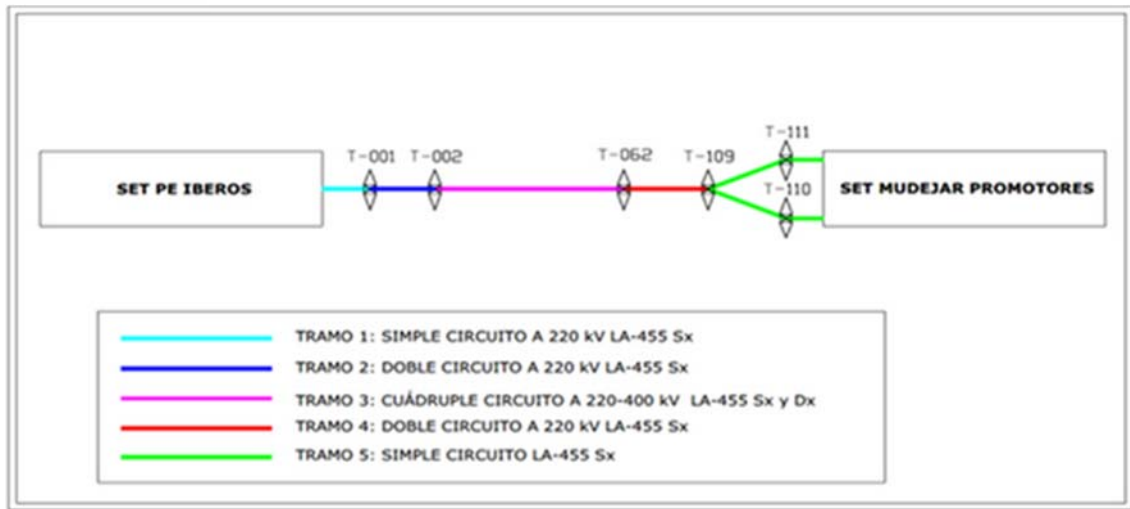 T-111
T-001 T-002 T-062 T-109
SET PE IBEROS
T-110
SET MUDEJAR PROMOTORES
TRAMO 1: SIMPLE CIRCUITO A 220 kV LA-455 Sx
TRAMO 2: DOBLE CIRCUITO A 220 kV LA-455 Sx
TRAMO 3: CUÁDRUPLE CIRCUITO A 220-400 kV LA-455 Sx y Dx
TRAMO 4: DOBLE CIRCUITO A 220 kV LA-455 Sx
TRAMO 5: SIMPLE CIRCUITO LA-455 Sx